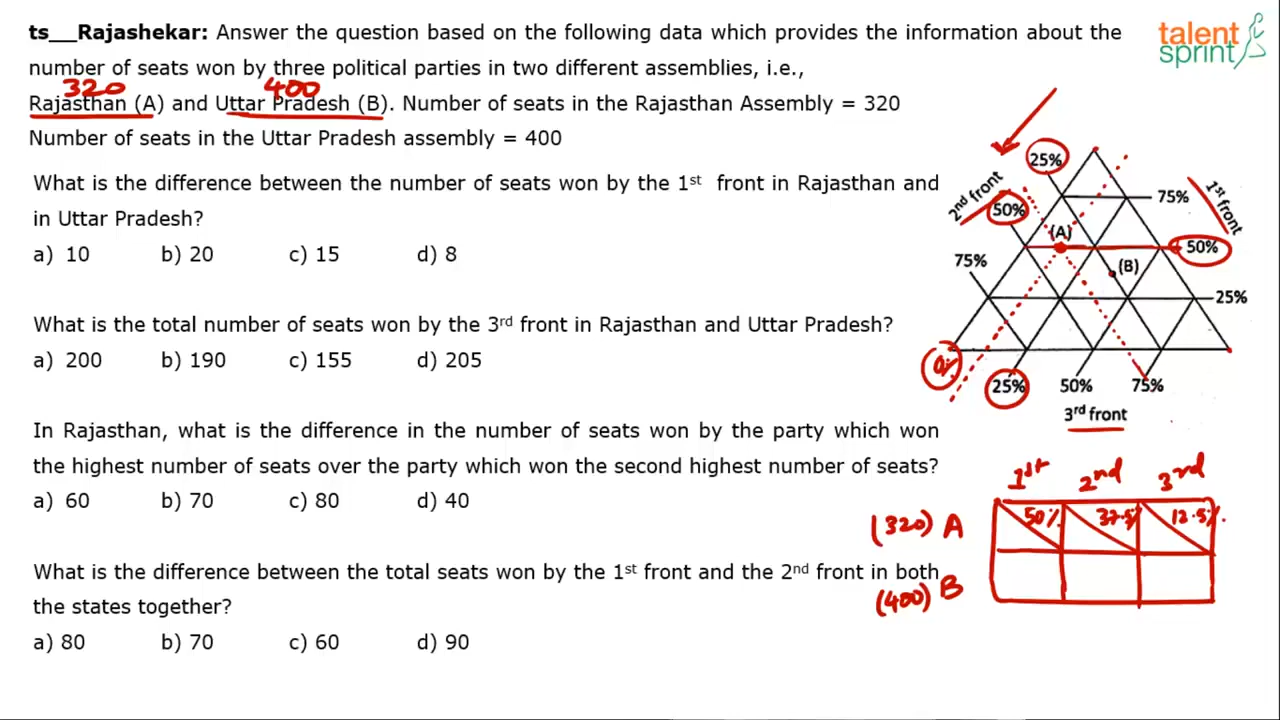 ts__Rajashekar: Answer the question based on the following data which provides the information about the
number of seats won by three political parties in two different assemblies, i.e.,
320 400
Rajasthan (A) and Uttar Pradesh (B). Number of seats in the Rajasthan Assembly = 320
Number of seats in the Uttar Pradesh assembly = 400
talent
sprint
What is the difference between the number of seats won by the 1st front in Rajasthan and
in Uttar Pradesh?
a) 10 b) 20 c) 15 d) 8
What is the total number of seats won by the 3rd front in Rajasthan and Uttar Pradesh?
a) 200 b) 190 c) 155 d) 205
In Rajasthan, what is the difference in the number of seats won by the party which won
the highest number of seats over the party which won the second highest number of seats?
a) 60 b) 70 c) 80 d) 40
What is the difference between the total seats won by the 1st front and the 2nd front in both
the states together?
a) 80 b) 70 c) 60 d) 90
25%
2nd front
75%
1st front
50%
(A)
50%
75%
(B)
25%
25% 50% 75%
3rd front
1st 2nd 3rd
(320) A 50% 37.5% 12.5%
(400) B